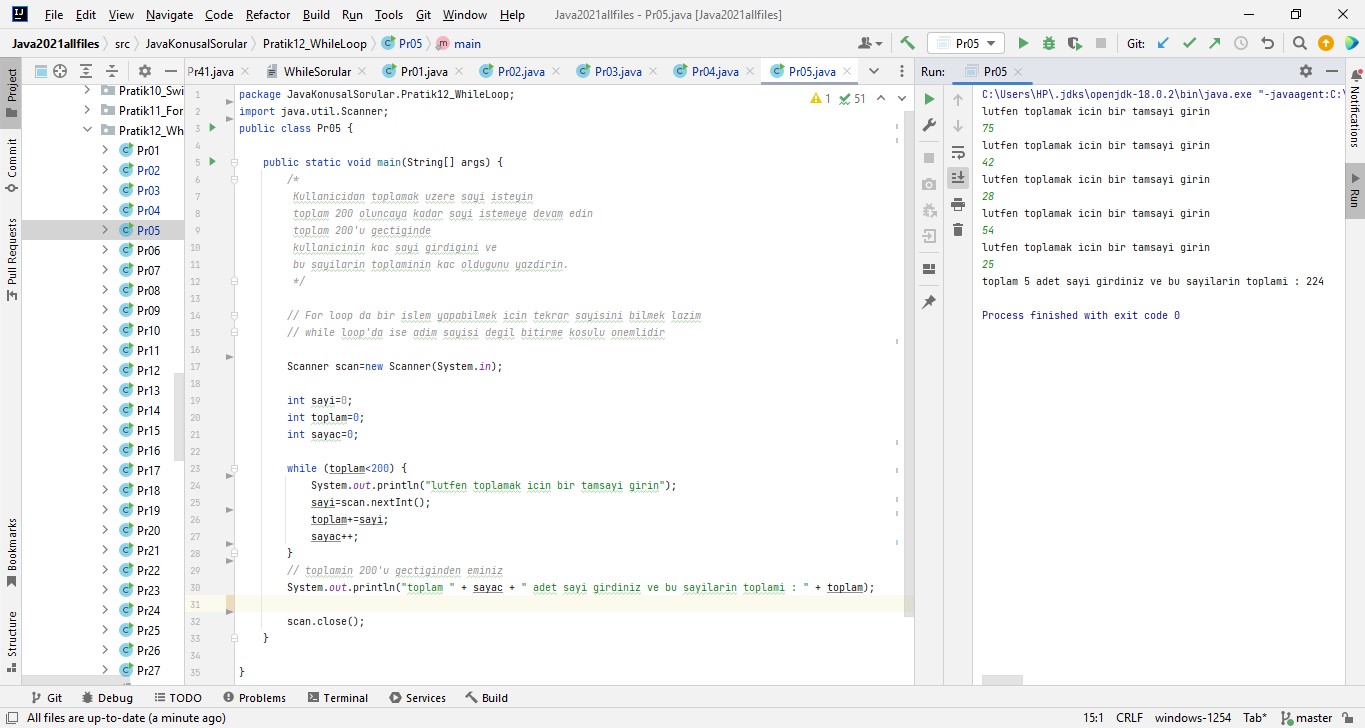 File Edit View Navigate Code Refactor Build Run Tools Git Window Help Java2021allfiles - Pr05.java [Java2021allfiles]
Java2021allfiles src JavaKonusalSorular Pratik12_WhileLoop Pr05 main Pr05 Git:
Pr41.java WhileSorular Pr01.java Pr02.java Pr03.java Pr04.java Pr05.java Run: Pr05
Project
Commit
Pull Requests
Bookmarks
Structure
Pratik10_Swi
Pratik11_For
Pratik12_Wh
Pr01
Pr02
Pr03
Pr04
Pr05
Pr06
Pr07
Pr08
Pr09
Pr10
Pr11
Pr12
Pr13
Pr14
Pr15
Pr16
Pr17
Pr18
Pr19
Pr20
Pr21
Pr22
Pr23
Pr24
Pr25
Pr26
Pr27
1 package JavaKonusalSorular.Pratik12_WhileLoop; 1 51
2 import java.util.Scanner;
3 public class Pr05 {
4
5 public static void main(String[] args) {
6 /*
7 Kullanicidan toplamak uzere sayi isteyin
8 toplam 200 oluncaya kadar sayi istemeye devam edin
9 toplam 200'u gectiginde
10 kullanicinin kac sayi girdigini ve
11 bu sayilarin toplaminin kac oldugunu yazdirin.
12 */
13
14 // For loop da bir islem yapabilmek icin tekrar sayisini bilmek lazim
15 // while loop'da ise adim sayisi degil bitirme kosulu onemlidir
16
17 Scanner scan=new Scanner(System.in);
18
19 int sayi=0;
20 int toplam=0;
21 int sayac=0;
22
23 while (toplam<200) {
24 System.out.println("lutfen toplamak icin bir tamsayi girin");
25 sayi=scan.nextInt();
26 toplam+=sayi;
27 sayac++;
28 }
29 // toplamin 200'u gectiginden eminiz
30 System.out.println("toplam " + sayac + " adet sayi girdiniz ve bu sayilarin toplami : " + toplam);
31
32 scan.close();
33 }
34
35 }
C:\Users\HP\.jdks\openjdk-18.0.2\bin\java.exe "-javaagent:C:\
lutfen toplamak icin bir tamsayi girin
75
lutfen toplamak icin bir tamsayi girin
42
lutfen toplamak icin bir tamsayi girin
28
lutfen toplamak icin bir tamsayi girin
54
lutfen toplamak icin bir tamsayi girin
25
toplam 5 adet sayi girdiniz ve bu sayilarin toplami : 224
Process finished with exit code 0
Notifications
Run
Git Debug TODO Problems Terminal Services Build
All files are up-to-date (a minute ago) 15:1 CRLF windows-1254 Tab* master